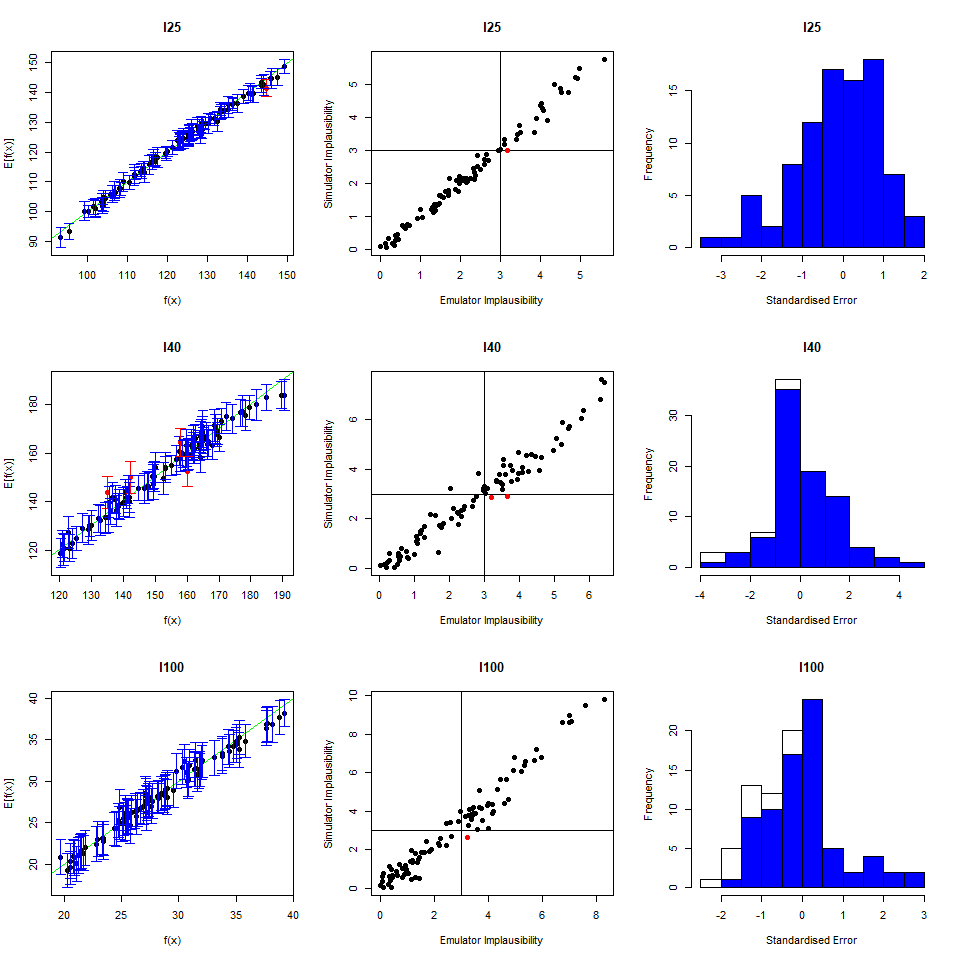 I25
I25
I25
150
140
130
120
110
100
90
E[f(x)]
100 110 120 130 140 150
f(x)
6
5
4
3
2
1
0
Simulator Implausibility
0 1 2 3 4 5
Emulator Implausibility
15
10
5
0
Frequency
-3 -2 -1 0 1 2
Standardised Error
I40
I40
I40
180
160
140
120
E[f(x)]
120 130 140 150 160 170 180 190
f(x)
6
4
2
0
Simulator Implausibility
0 1 2 3 4 5 6
Emulator Implausibility
30
20
10
0
Frequency
-4 -2 0 2 4
Standardised Error
I100
I100
I100
40
35
30
25
20
E[f(x)]
20 25 30 35 40
f(x)
10
8
6
4
2
0
Simulator Implausibility
0 2 4 6 8
Emulator Implausibility
20
15
10
5
0
Frequency
-2 -1 0 1 2 3
Standardised Error